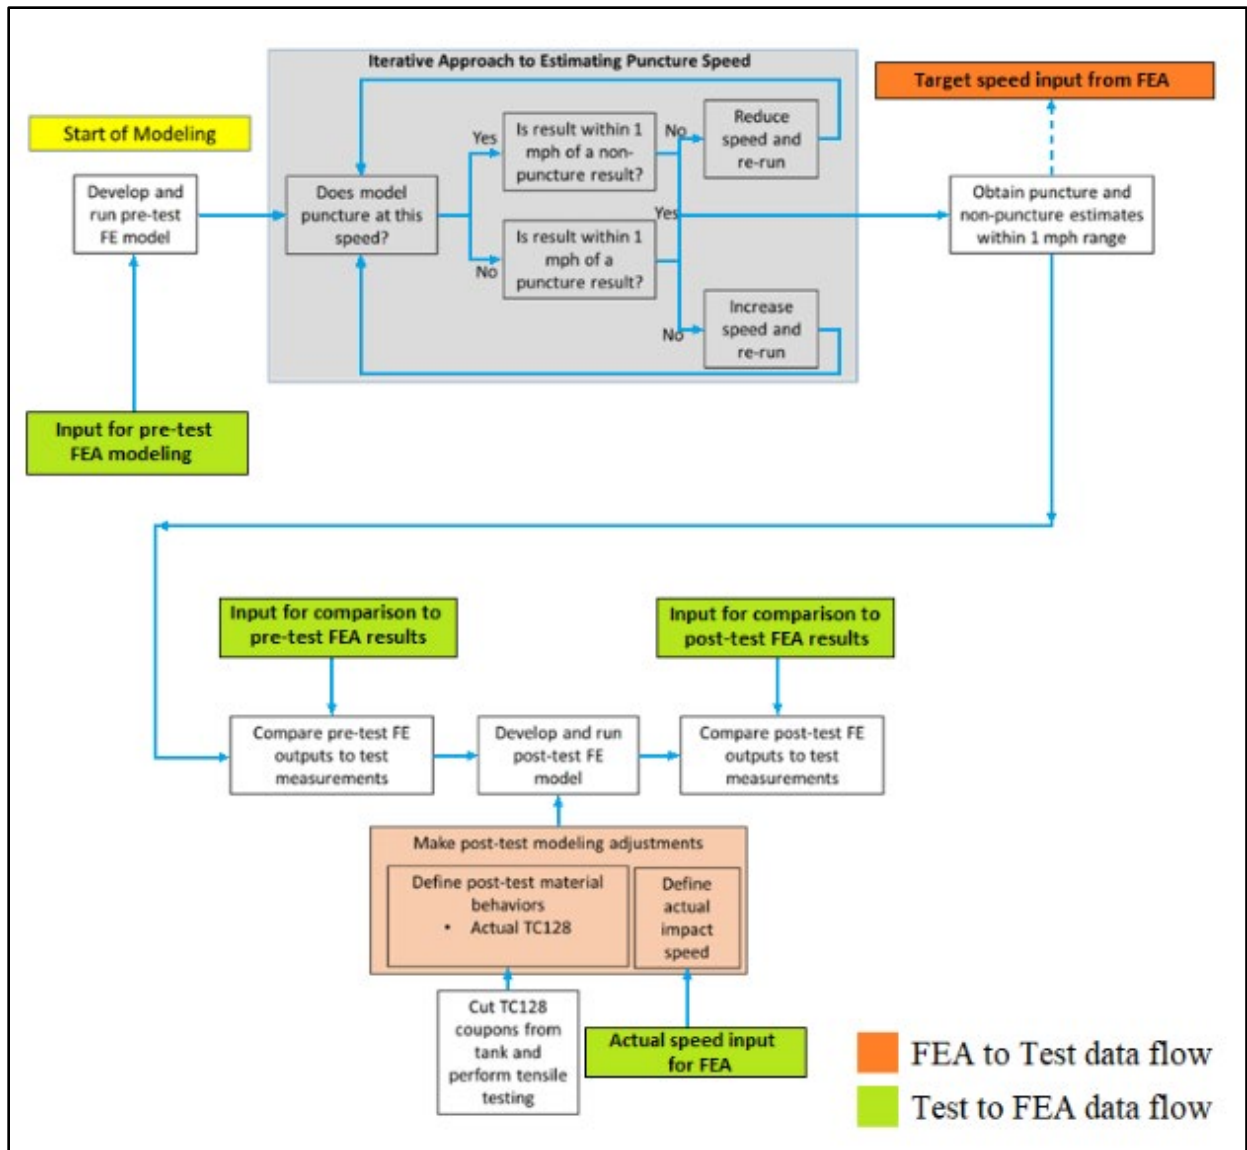 Iterative Approach to Estimating Puncture Speed
Target speed input from FEA
Start of Modeling
Develop and
run pre-test
FE model
Does model
puncture at this
speed?
Yes
No
Is result within 1
mph of a non-
puncture result?
Is result within 1
mph of a
puncture result?
No
Yes
No
Reduce
speed and
re-run
Increase
speed and
re-run
Obtain puncture and
non-puncture estimates
within 1 mph range
Input for pre-test
FEA modeling
Input for comparison to
pre-test FEA results
Input for comparison to
post-test FEA results
Compare pre-test FE
outputs to test
measurements
Develop and run
post-test FE
model
Compare post-test FE
outputs to test
measurements
Make post-test modeling adjustments
Define post-test material
behaviors
• Actual TC128
Define
actual
impact
speed
Cut TC128
coupons from
tank and
perform tensile
testing
Actual speed input
for FEA
FEA to Test data flow
Test to FEA data flow